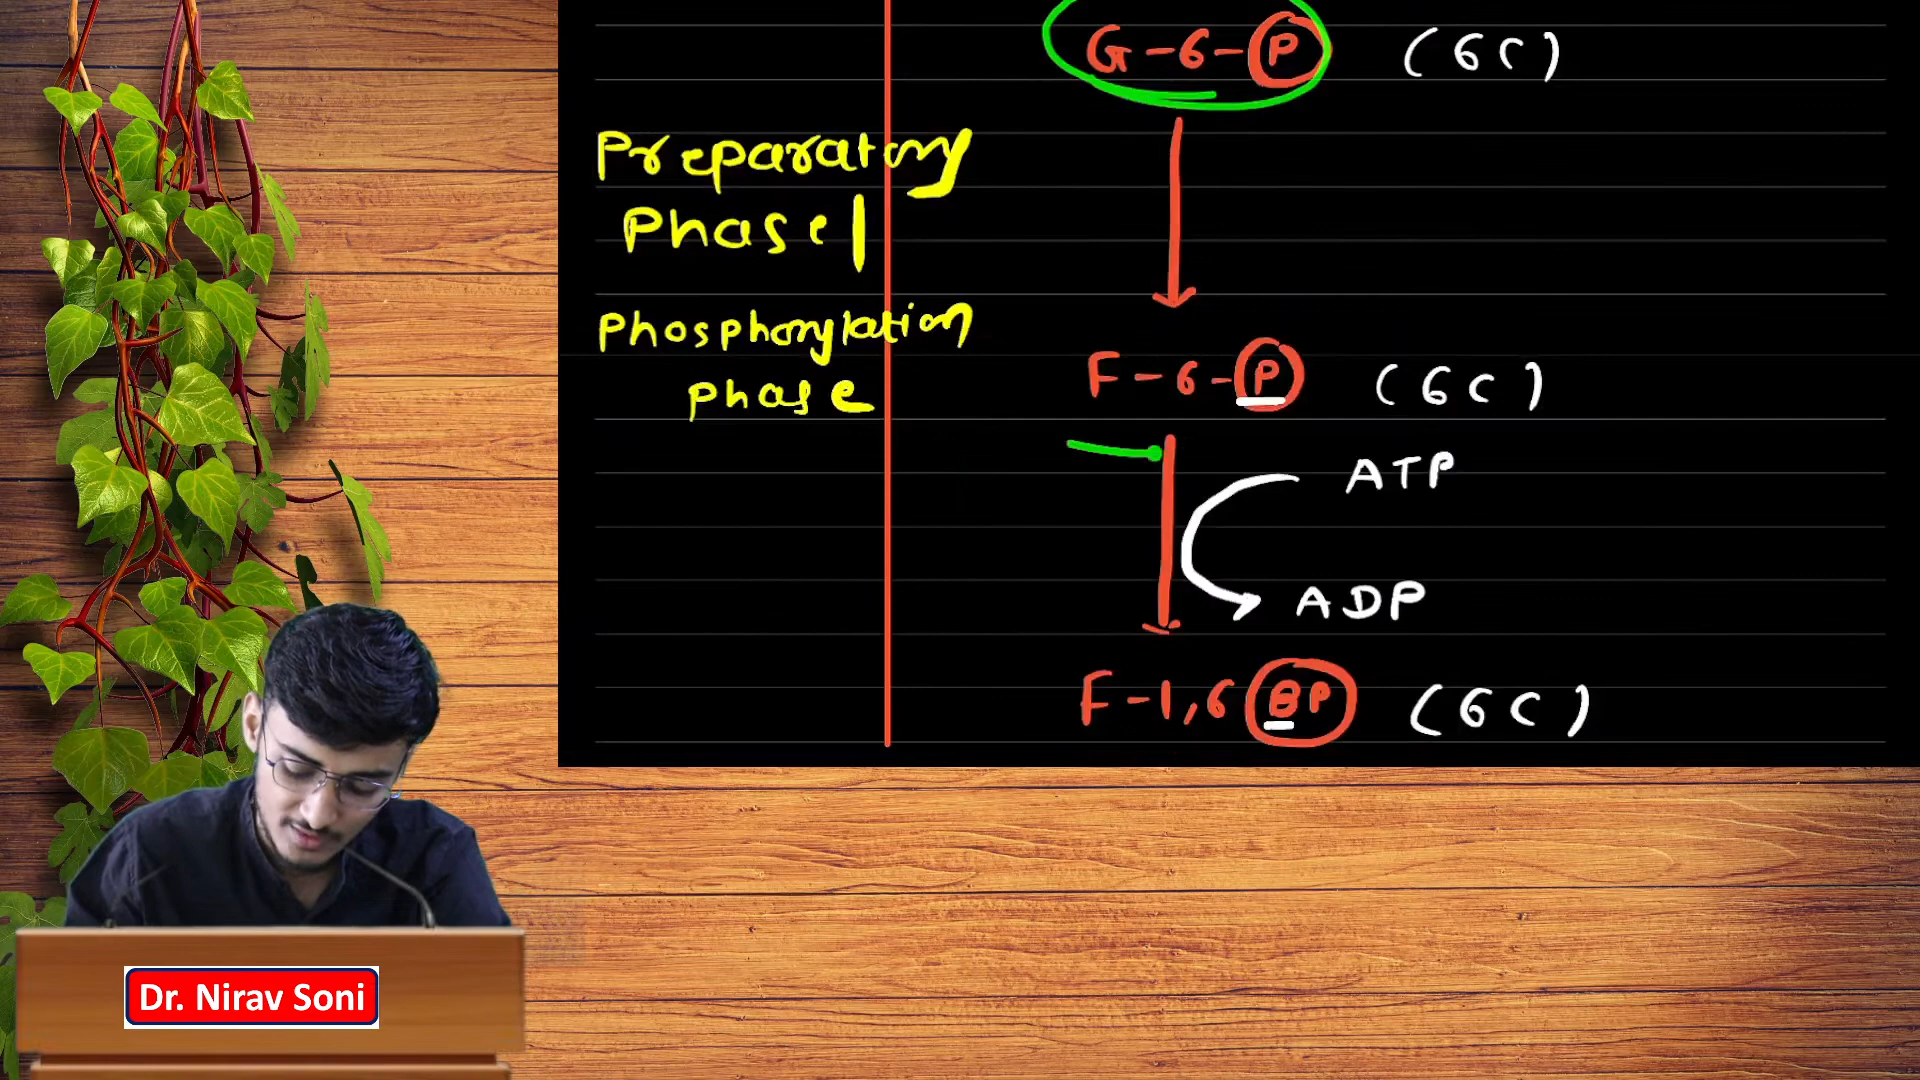 G-6-P (6C)
Preparatory
Phase |
Phosphorylation
phase
F-6-P (6C)
ATP
ADP
F-1,6 BP (6C)
Dr. Nirav Soni